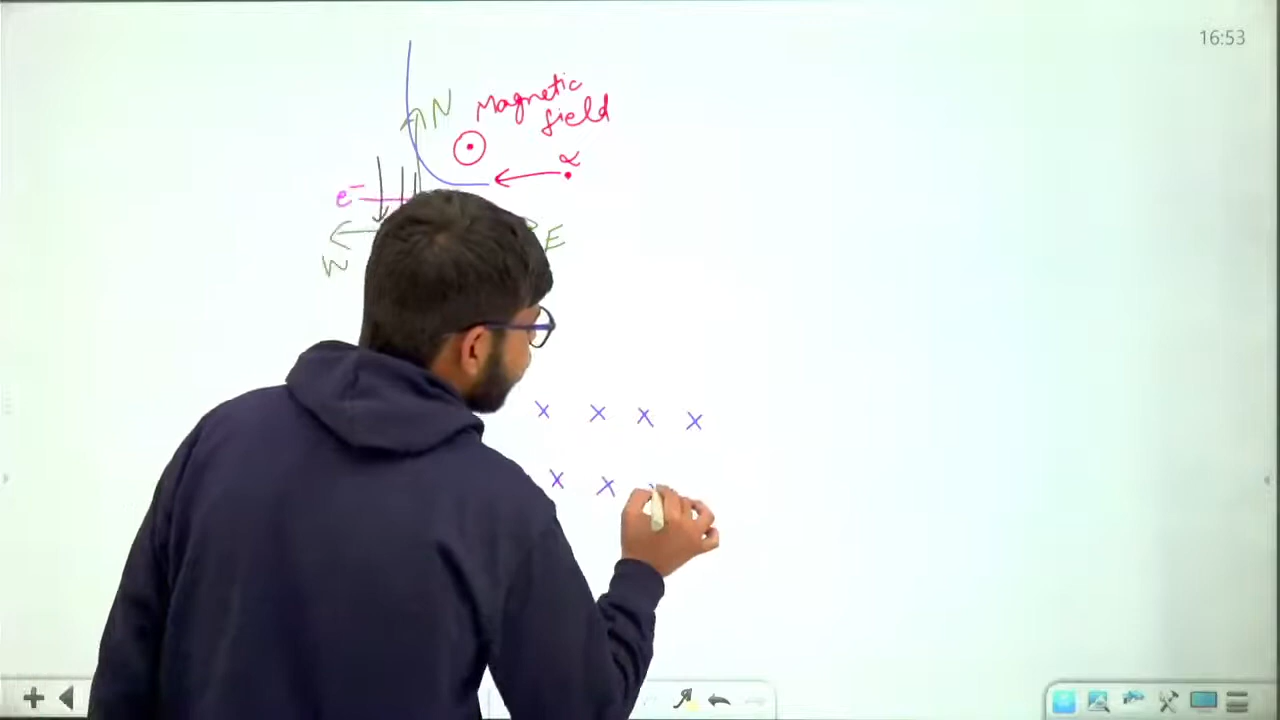 16:53
N
Magnetic
field
α
e⁻
E
W
x x x x
x x